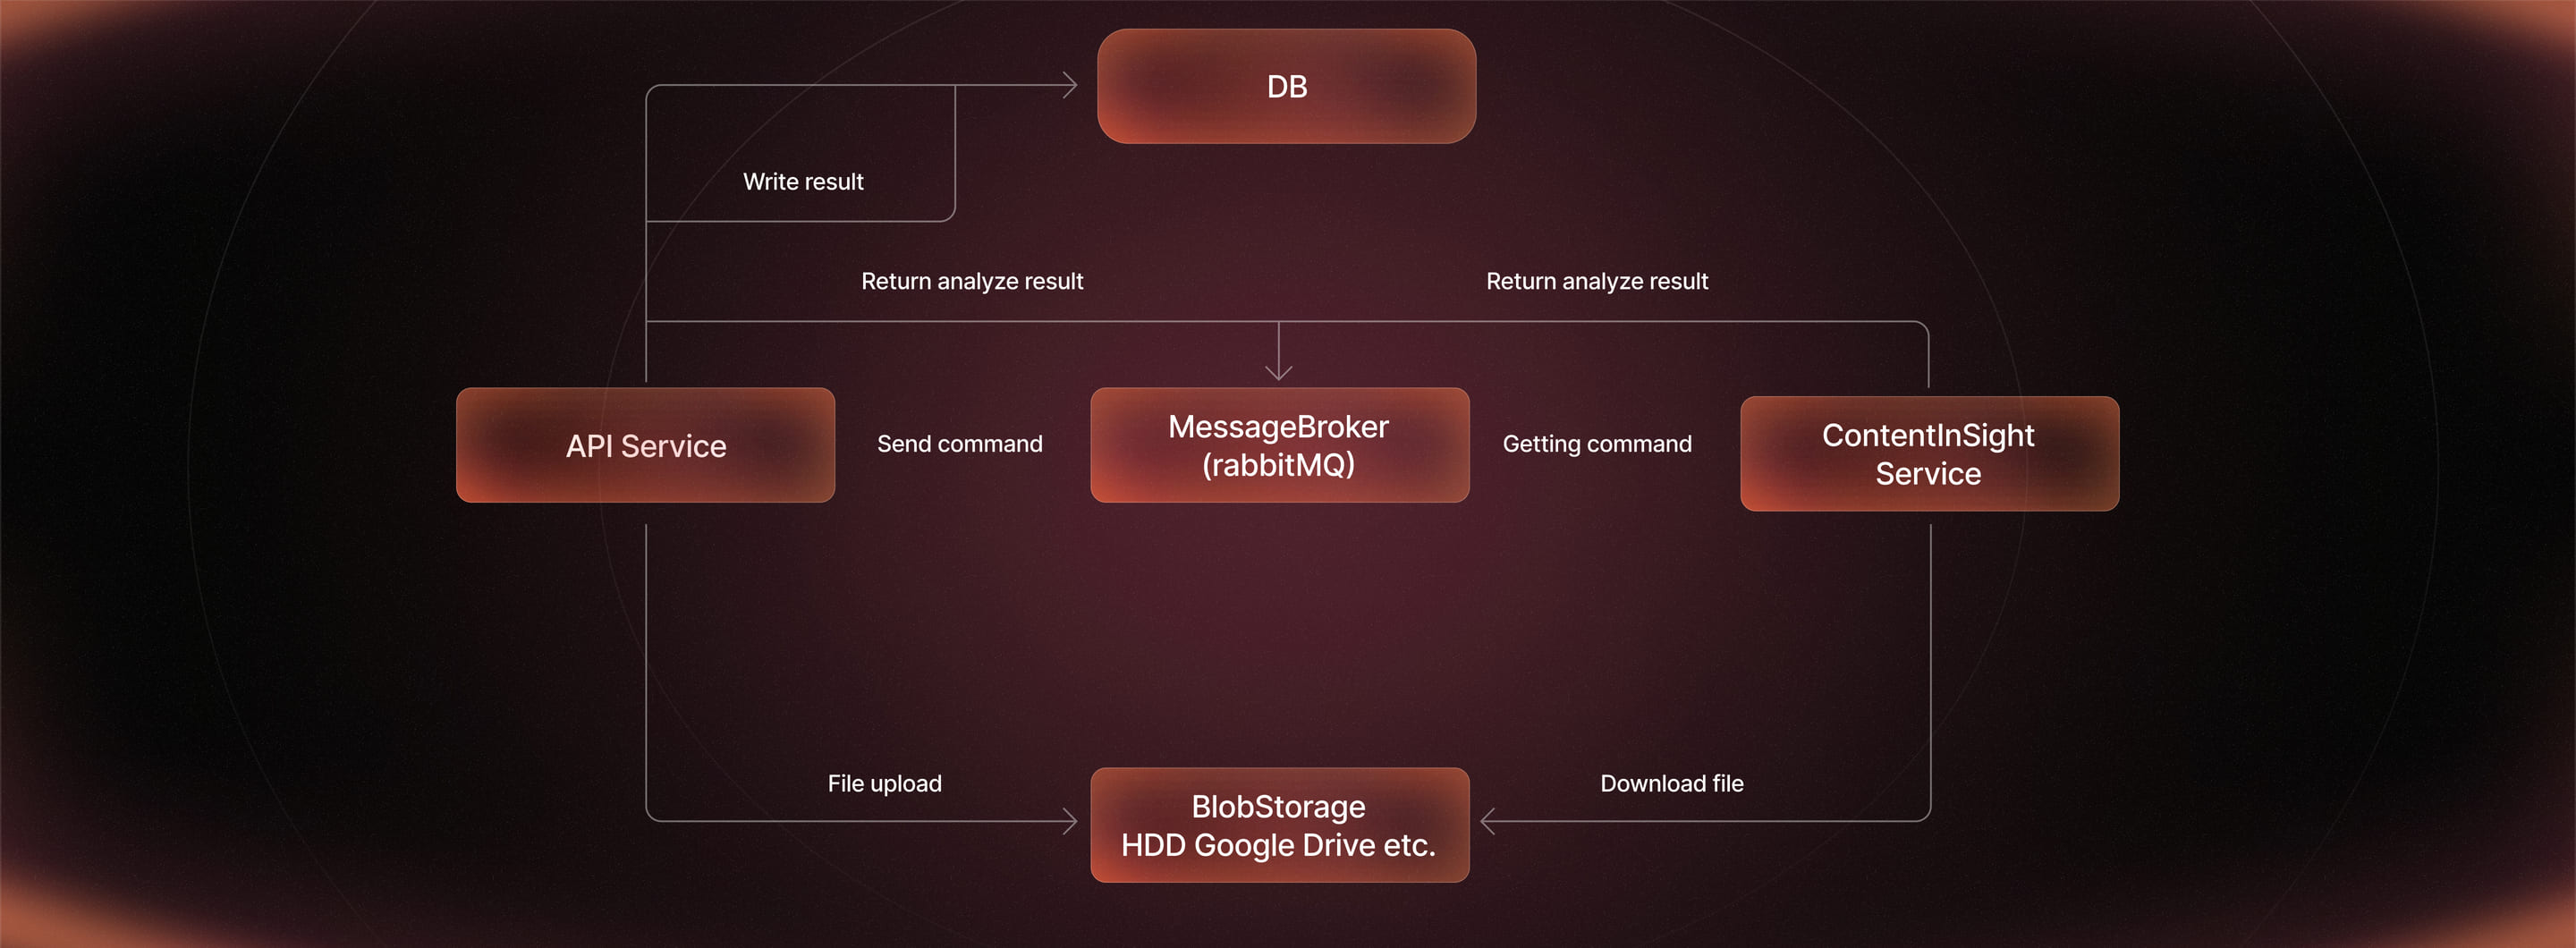 DB
Write result
Return analyze result
Return analyze result
API Service
Send command
MessageBroker
(rabbitMQ)
Getting command
ContentInSight
Service
File upload
BlobStorage
HDD Google Drive etc.
Download file